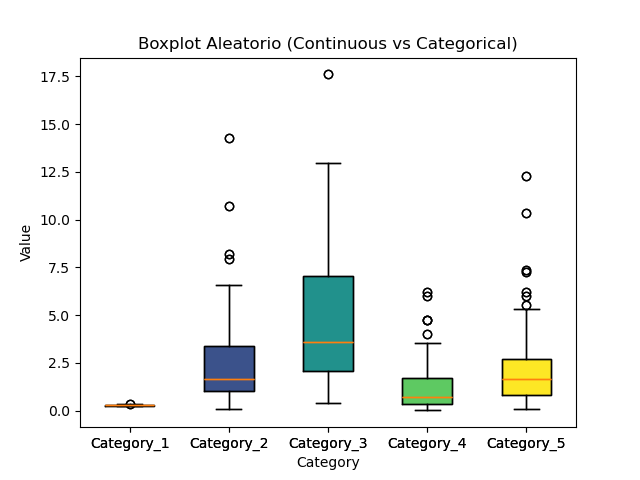 Boxplot Aleatorio (Continuous vs Categorical)
17.5
15.0
12.5
10.0
7.5
5.0
2.5
0.0
Value
Category_1 Category_2 Category_3 Category_4 Category_5
Category